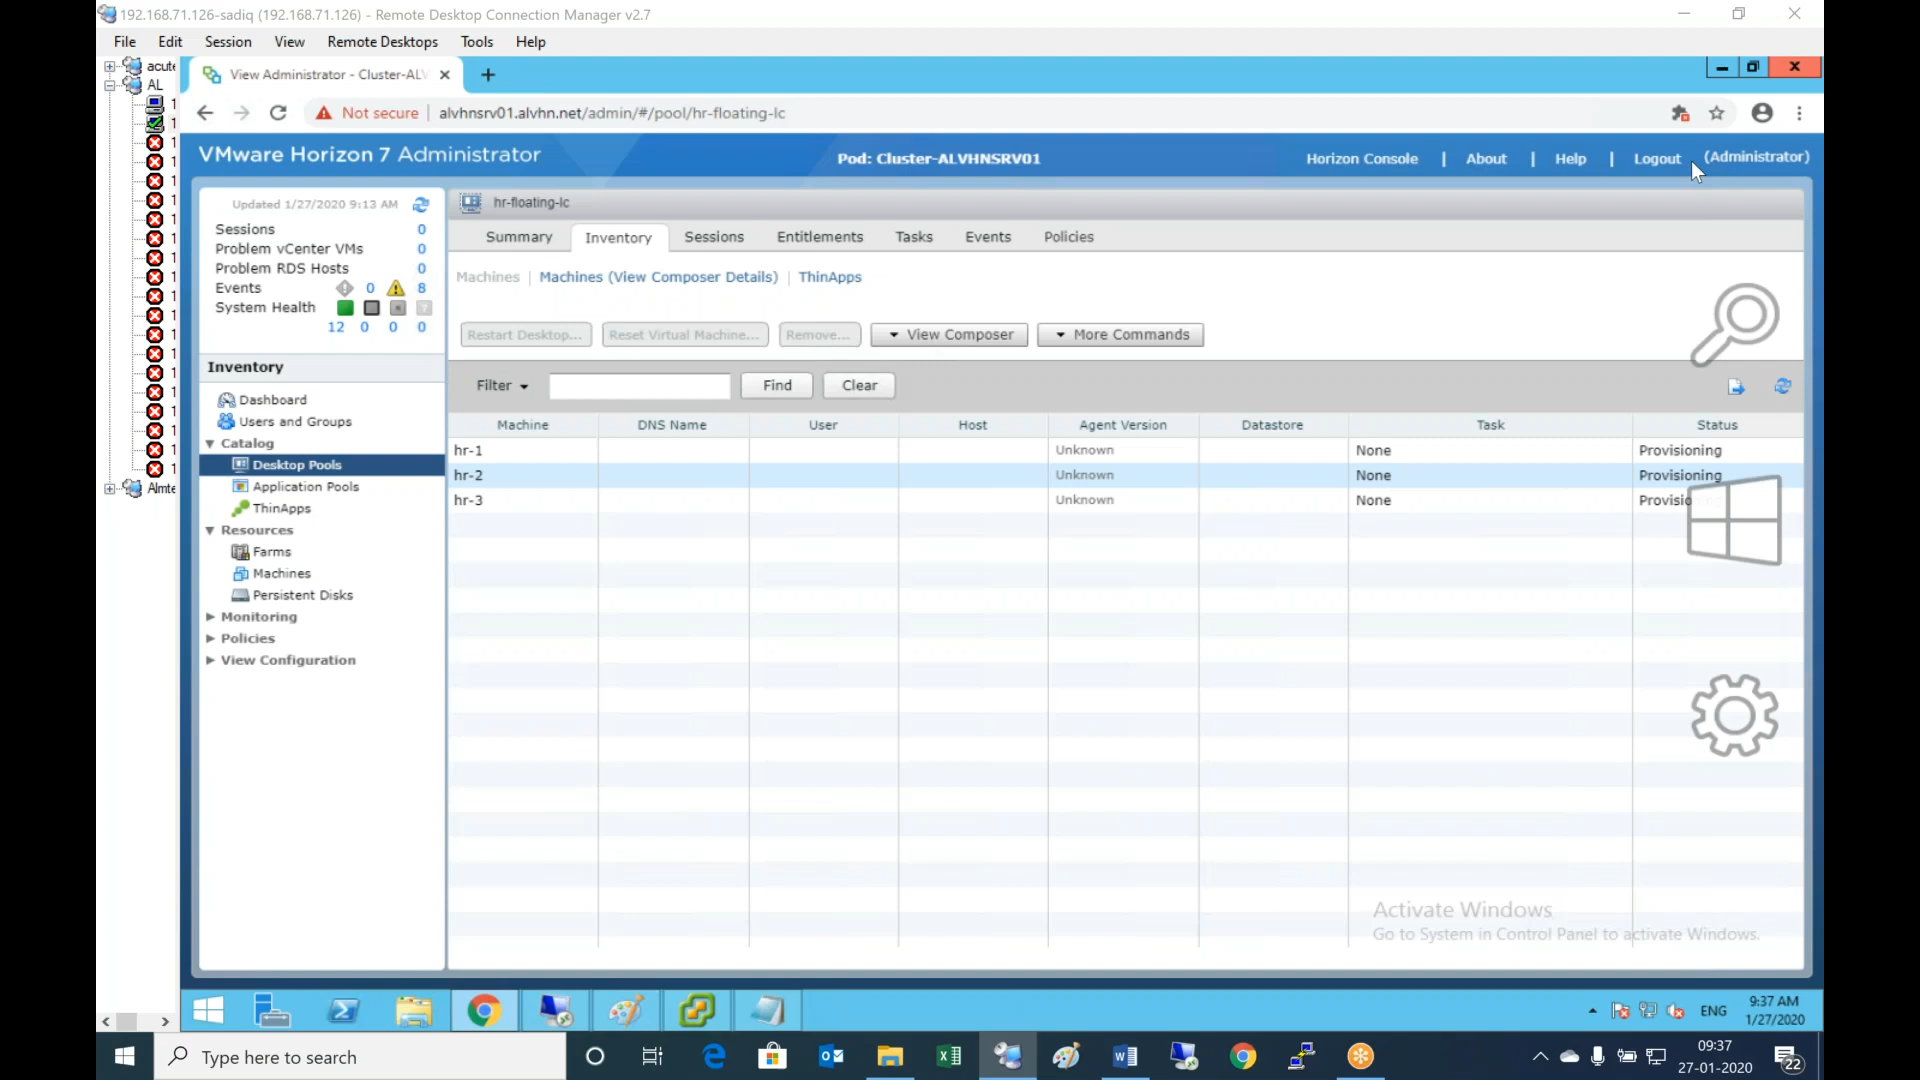 192.168.71.126-sadiq (192.168.71.126) - Remote Desktop Connection Manager v2.7
File Edit Session View Remote Desktops Tools Help
acute
AL
View Administrator - Cluster-ALV
Not secure alvhnsrv01.alvhn.net/admin/#/pool/hr-floating-lc
VMware Horizon 7 Administrator
Pod: Cluster-ALVHNSRV01
Horizon Console | About | Help | Logout (Administrator)
Updated 1/27/2020 9:13 AM
Sessions 0
Problem vCenter VMs 0
Problem RDS Hosts 0
Events 0 8
System Health
12 0 0 0
Inventory
Dashboard
Users and Groups
Catalog
Desktop Pools
Application Pools
ThinApps
Resources
Farms
Machines
Persistent Disks
Monitoring
Policies
View Configuration
Almte
hr-floating-lc
Summary Inventory Sessions Entitlements Tasks Events Policies
Machines | Machines (View Composer Details) | ThinApps
Restart Desktop... Reset Virtual Machine... Remove... View Composer More Commands
Filter Find Clear
Machine DNS Name User Host Agent Version Datastore Task Status
hr-1 Unknown None Provisioning
hr-2 Unknown None Provisioning
hr-3 Unknown None Provisioning
Activate Windows
Go to System in Control Panel to activate Windows.
ENG
9:37 AM
1/27/2020
Type here to search
09:37
27-01-2020
22